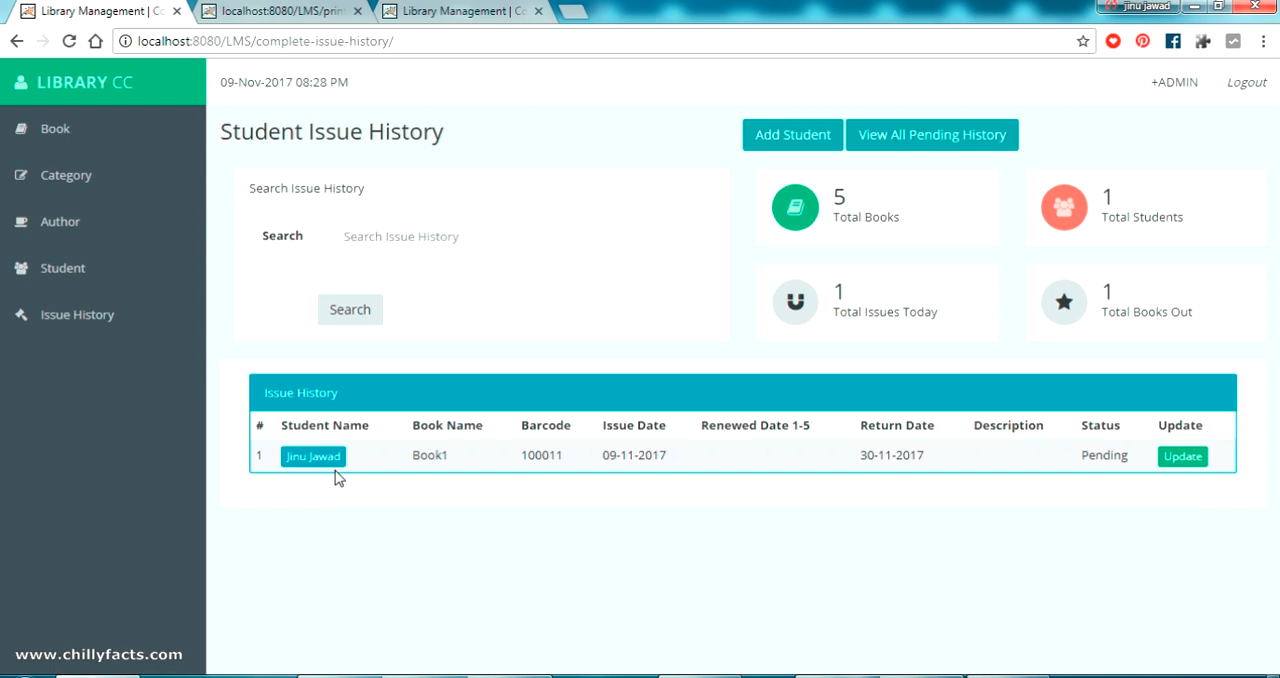 Library Management | Co
localhost:8080/LMS/print
Library Management | Co
jinu jawad
localhost:8080/LMS/complete-issue-history/
LIBRARY CC
09-Nov-2017 08:28 PM
+ADMIN
Logout
Book
Category
Author
Student
Issue History
Student Issue History
Add Student
View All Pending History
Search Issue History
Search
Search Issue History
Search
5
Total Books
1
Total Students
1
Total Issues Today
1
Total Books Out
Issue History
# Student Name Book Name Barcode Issue Date Renewed Date 1-5 Return Date Description Status Update
1 Jinu Jawad Book1 100011 09-11-2017 30-11-2017 Pending Update
www.chillyfacts.com